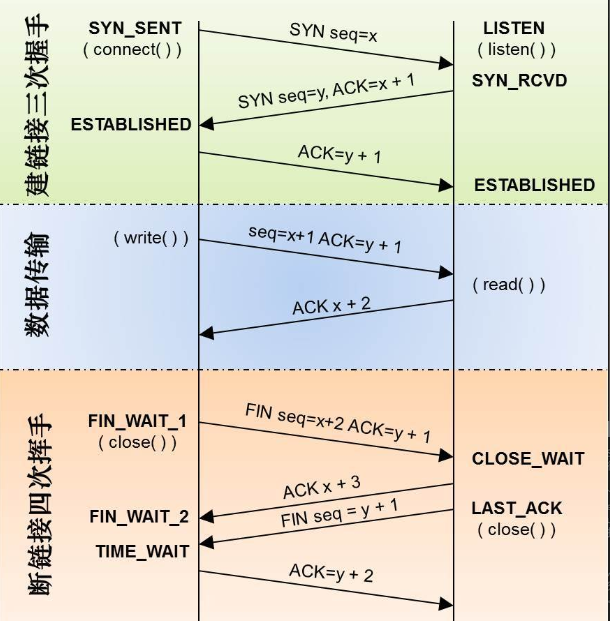 建链接三次握手
SYN_SENT
( connect( ) )
SYN seq=x
LISTEN
( listen( ) )
SYN_RCVD
SYN seq=y, ACK=x + 1
ESTABLISHED
ACK=y + 1
ESTABLISHED
数据传输
( write( ) )
seq=x+1 ACK=y + 1
( read( ) )
ACK x + 2
断链接四次挥手
FIN_WAIT_1
( close( ) )
FIN seq=x+2 ACK=y + 1
CLOSE_WAIT
ACK x + 3
LAST_ACK
( close( ) )
FIN_WAIT_2
FIN seq = y + 1
TIME_WAIT
ACK=y + 2